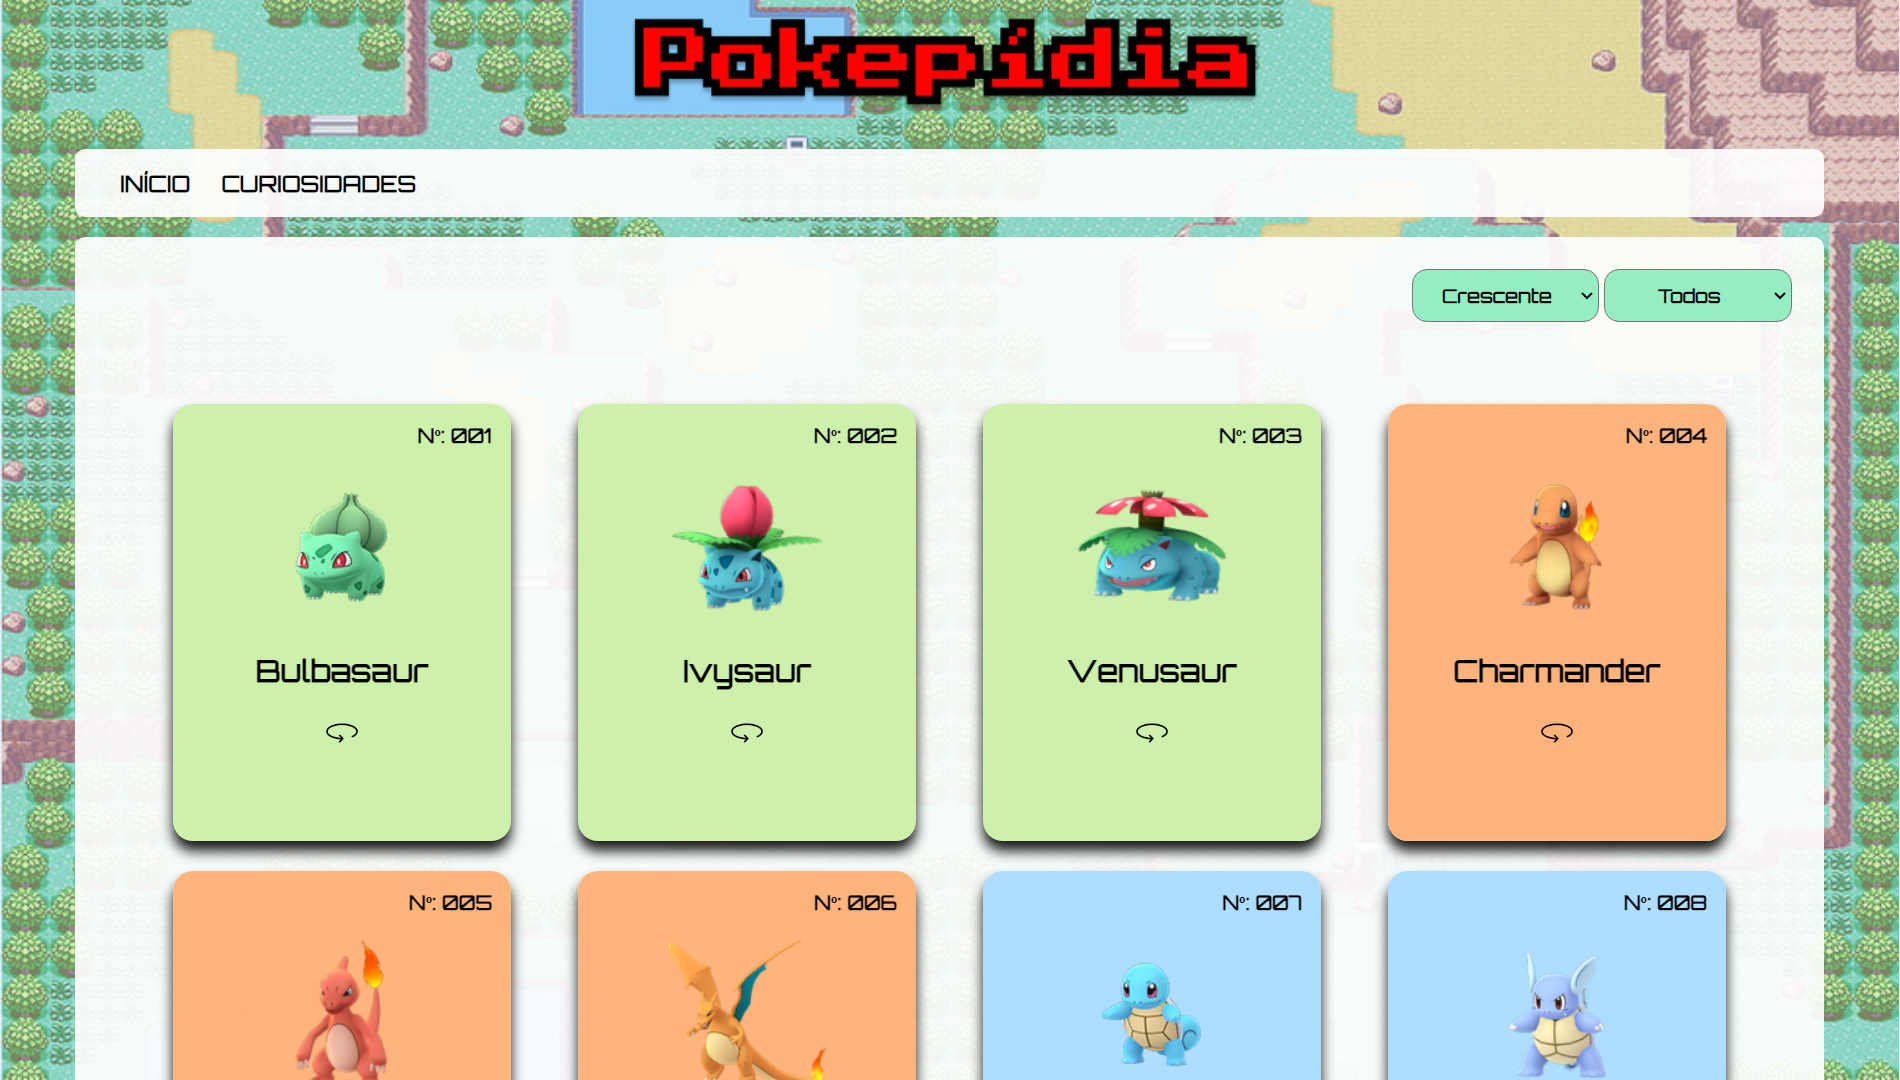 Pokepídia
INÍCIO CURIOSIDADES
Crescente Todos
Nº: 001 Nº: 002 Nº: 003 Nº: 004
Bulbasaur Ivysaur Venusaur Charmander
Nº: 005 Nº: 006 Nº: 007 Nº: 008